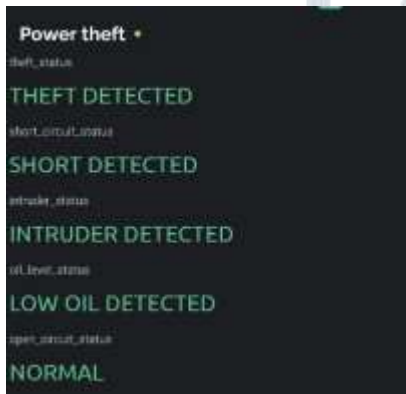 Power theft
theft_status
THEFT DETECTED
short_circuit_status
SHORT DETECTED
intruder_status
INTRUDER DETECTED
oil_level_status
LOW OIL DETECTED
open_circuit_status
NORMAL